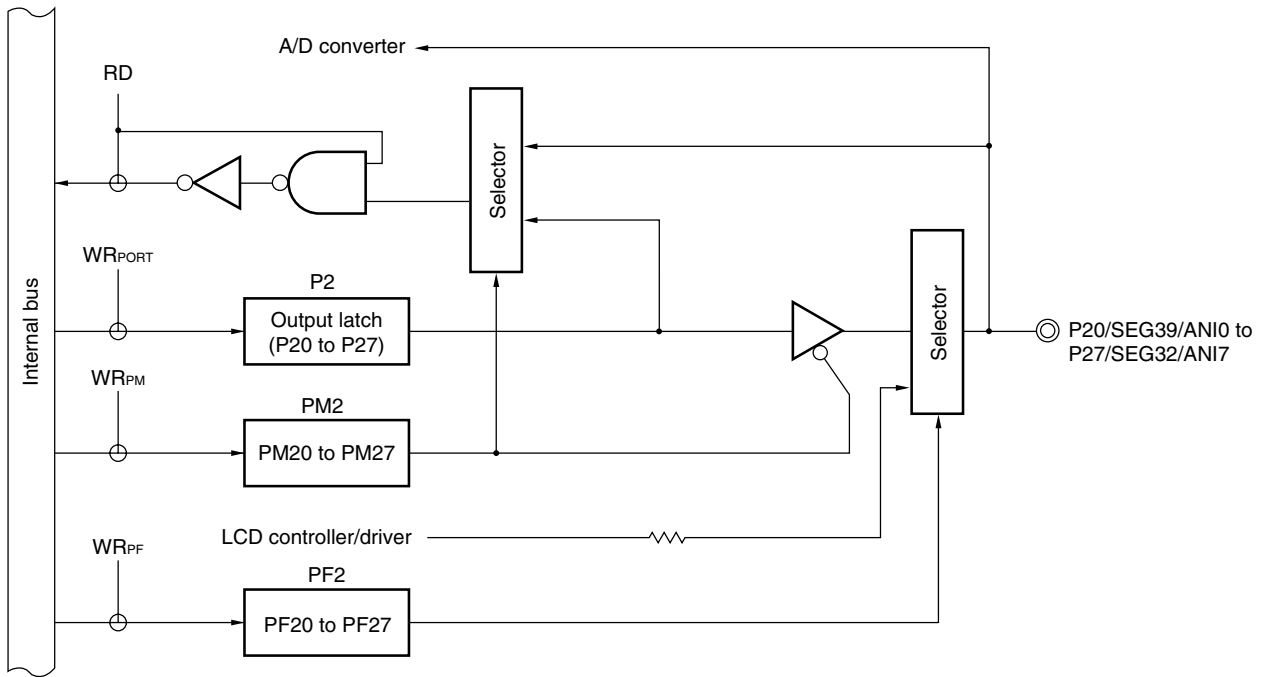 A/D converter
RD
Selector
WRPORT
P2
Output latch
(P20 to P27)
Internal bus
Selector
P20/SEG39/ANI0 to
P27/SEG32/ANI7
WRPM
PM2
PM20 to PM27
LCD controller/driver
WRPF
PF2
PF20 to PF27